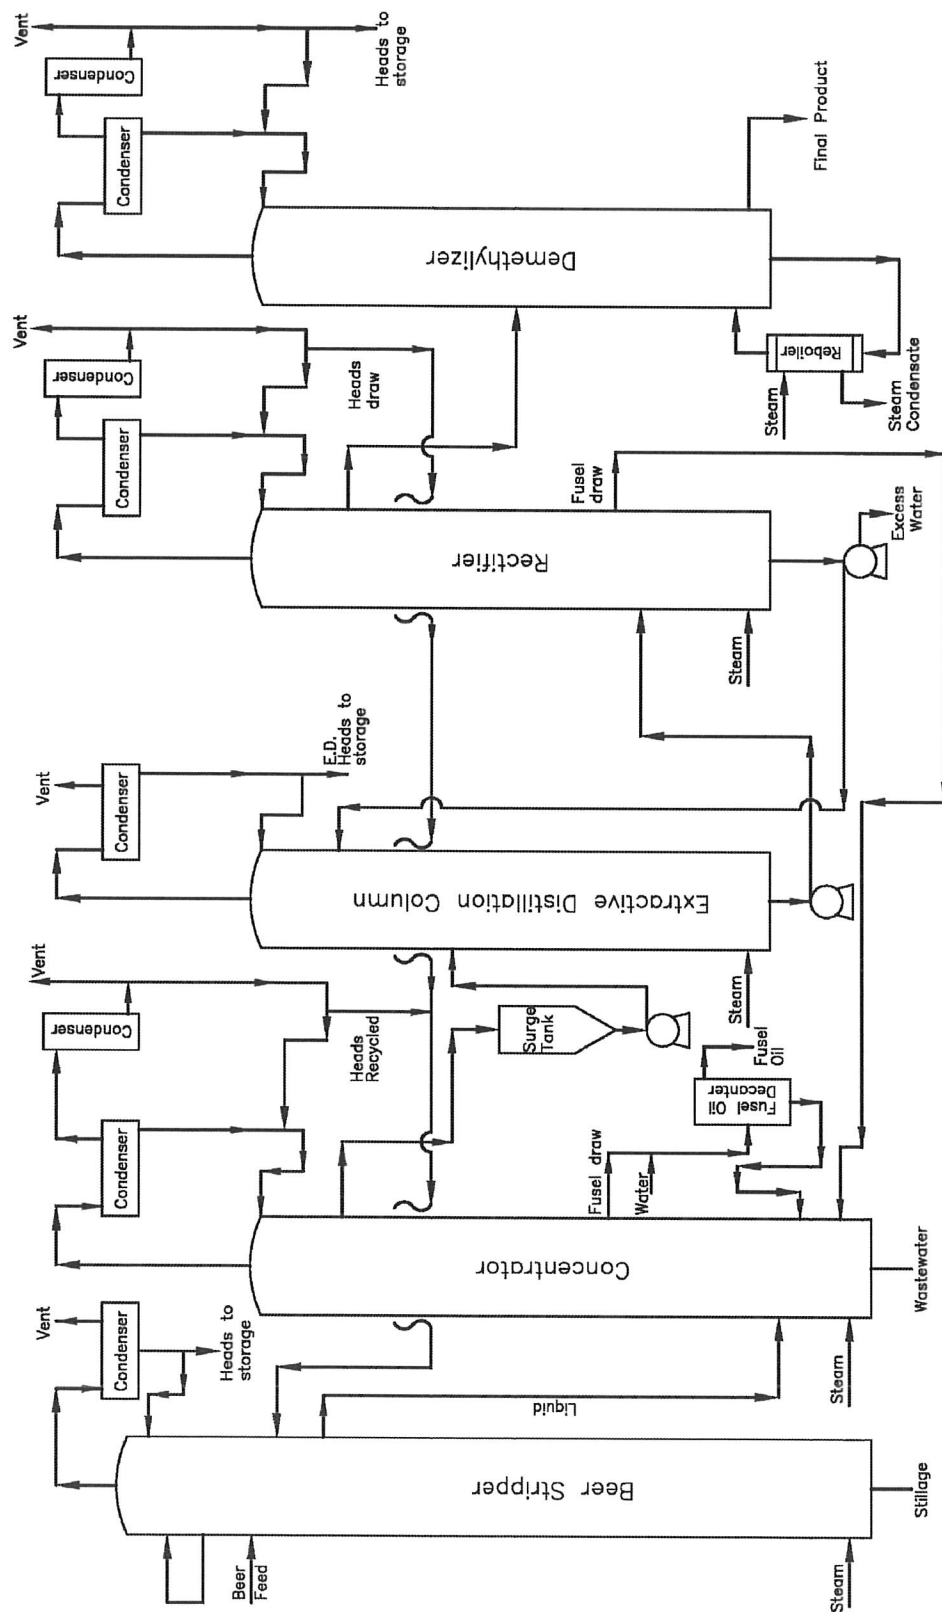 Vent
Condenser
Heads to
storage
Beer Stripper
Liquid
Beer
Feed
Steam
Stillage
Vent
Condenser
Condenser
Heads
Recycled
Concentrator
Fusel draw
Water
Fusel Oil
Decanter
Fusel
Oil
Steam
Wastewater
Surge
Tank
Vent
Condenser
E.D.
Heads to
storage
Extractive Distillation Column
Steam
Vent
Condenser
Condenser
Heads
draw
Rectifier
Fusel
draw
Steam
Excess
Water
Vent
Condenser
Condenser
Heads to
storage
Demethylizer
Reboiler
Steam
Steam
Condensate
Final Product